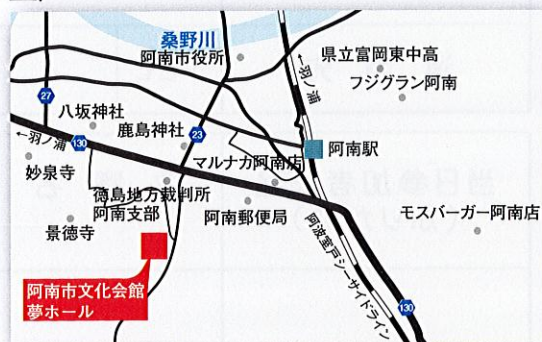 桑野川
阿南市役所
県立富岡東中高
←羽ノ浦
フジグラン阿南
27
八坂神社
鹿島神社
23
←羽ノ浦
130
阿南駅
マルナカ阿南店
妙泉寺
徳島地方裁判所
阿南支部
阿南郵便局
モスバーガー阿南店
景徳寺
阿波室戸シーサイドライン
阿南市文化会館
夢ホール
130